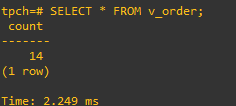 tpch=# SELECT * FROM v_order;
count
-------
14
(1 row)
Time: 2.249 ms